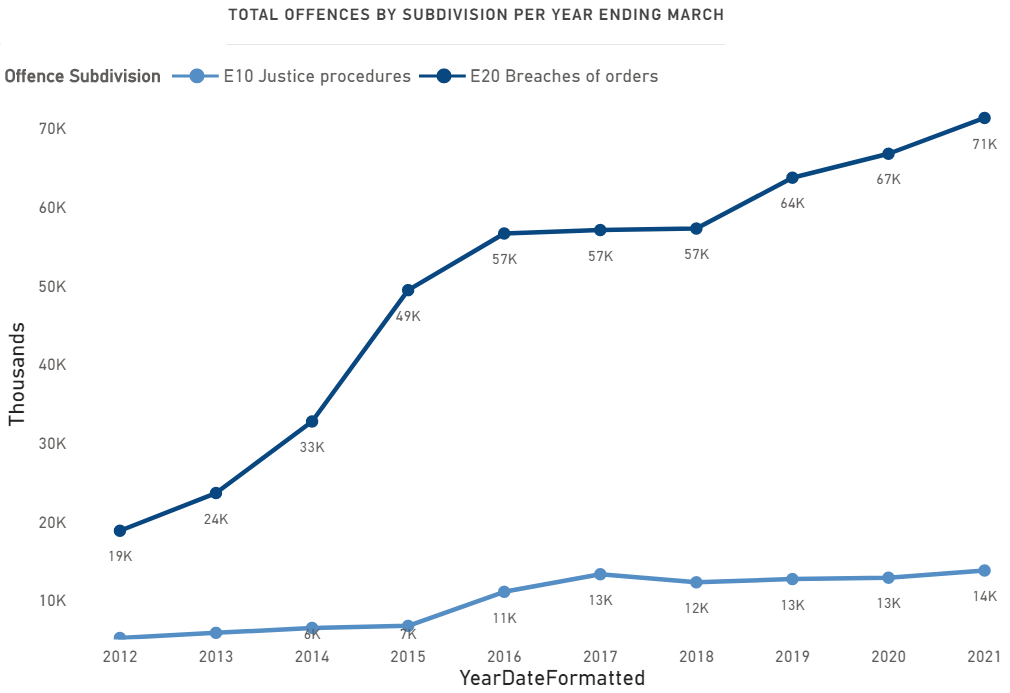 TOTAL OFFENCES BY SUBDIVISION PER YEAR ENDING MARCH
Offence Subdivision E10 Justice procedures E20 Breaches of orders
70K
60K
50K
40K
30K
20K
10K
Thousands
19K
24K
33K
49K
57K
57K
57K
64K
67K
71K
6K
7K
11K
13K
12K
13K
13K
14K
2012 2013 2014 2015 2016 2017 2018 2019 2020 2021
YearDateFormatted